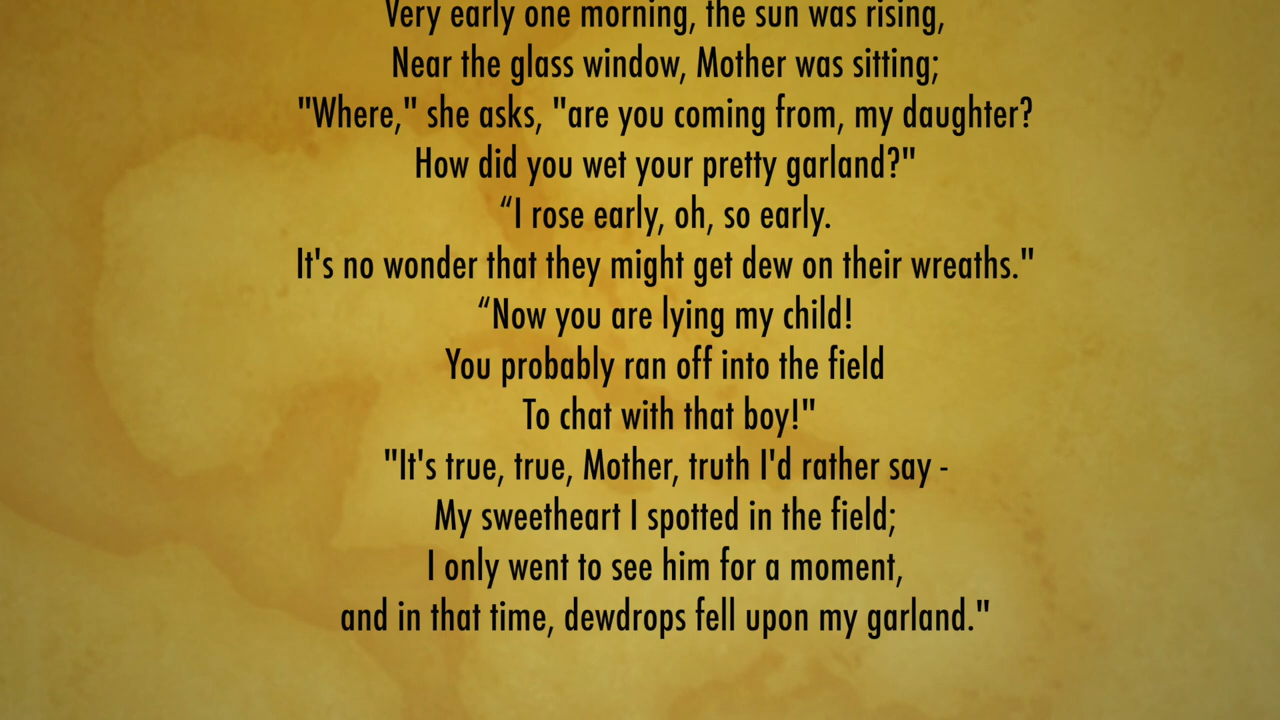 Very early one morning, the sun was rising,
Near the glass window, Mother was sitting;
"Where," she asks, "are you coming from, my daughter?
How did you wet your pretty garland?"
“I rose early, oh, so early.
It's no wonder that they might get dew on their wreaths."
“Now you are lying my child!
You probably ran off into the field
To chat with that boy!"
"It's true, true, Mother, truth I'd rather say -
My sweetheart I spotted in the field;
I only went to see him for a moment,
and in that time, dewdrops fell upon my garland."